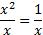 x²/x = 1/x